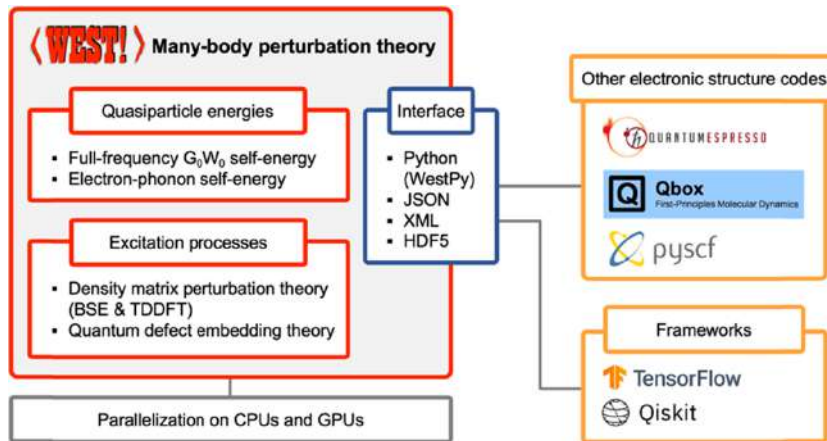 WEST! Many-body perturbation theory
Quasiparticle energies
▪ Full-frequency G₀W₀ self-energy
▪ Electron-phonon self-energy
Excitation processes
▪ Density matrix perturbation theory
(BSE & TDDFT)
▪ Quantum defect embedding theory
Interface
▪ Python
(WestPy)
▪ JSON
▪ XML
▪ HDF5
Parallelization on CPUs and GPUs
Other electronic structure codes
QUANTUMESPRESSO
Q Qbox
First-Principles Molecular Dynamics
pyscf
Frameworks
TensorFlow
Qiskit